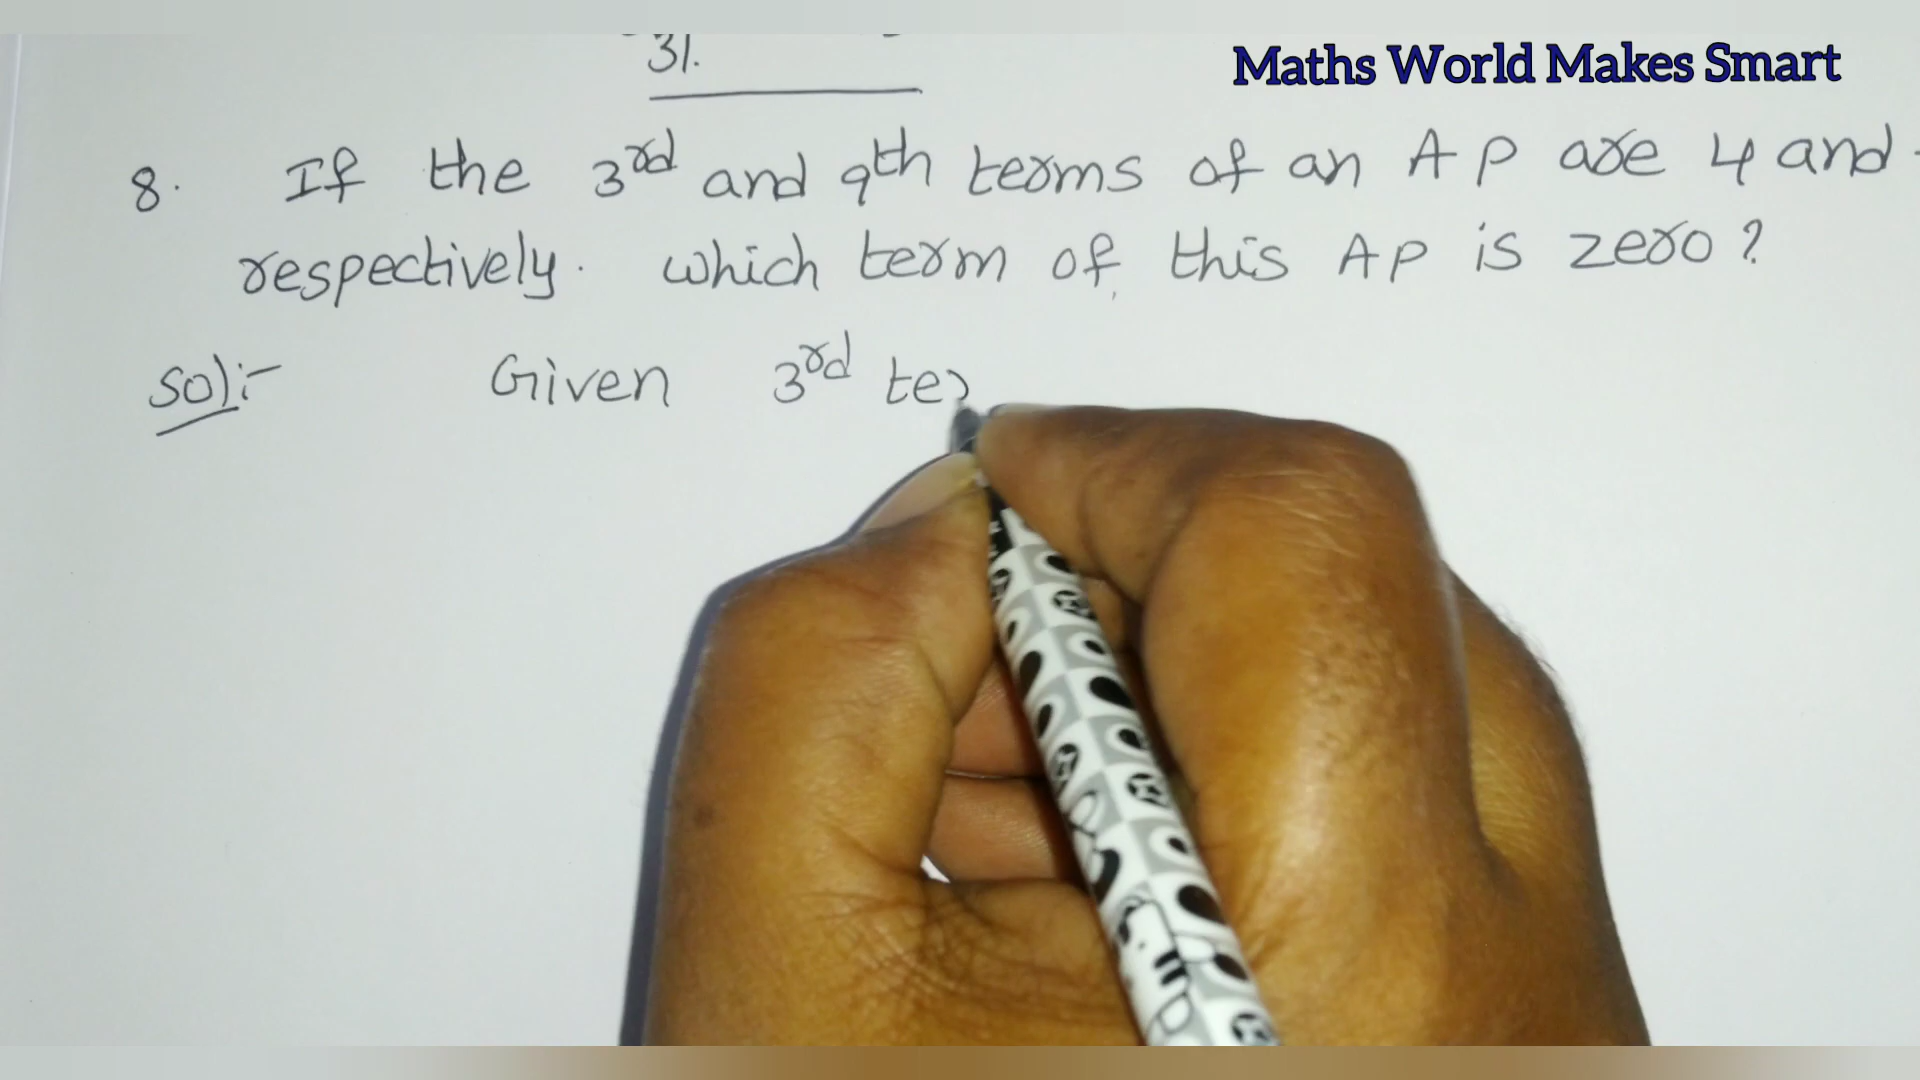 31.
Maths World Makes Smart
8. If the 3rd and 9th terms of an AP are 4 and -
respectively. which term of this AP is zero?
Sol:- Given 3rd te